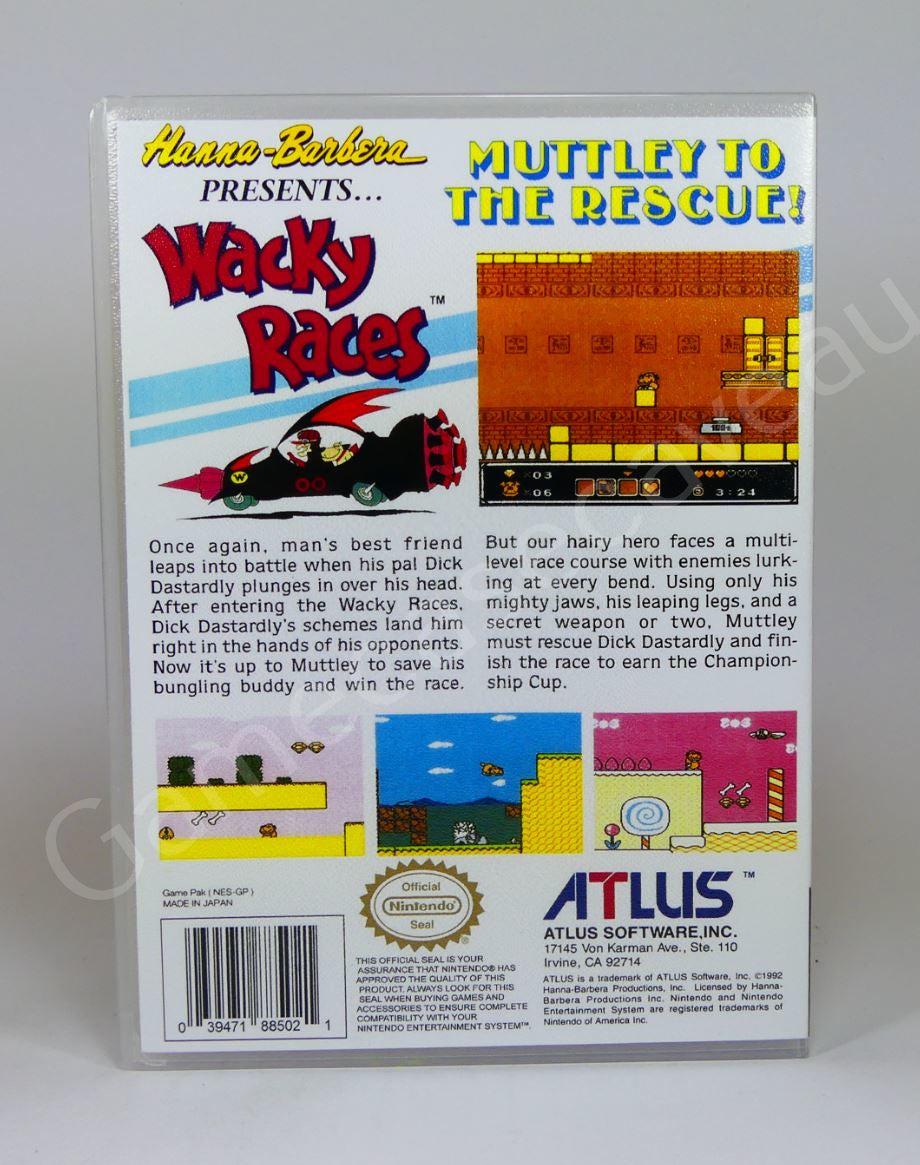 Hanna-Barbera
PRESENTS...
Wacky
Races™
MUTTLEY TO
THE RESCUE!
W
00
100t
×03
×06
3:24
Once again, man's best friend
leaps into battle when his pal Dick
Dastardly plunges in over his head.
After entering the Wacky Races,
Dick Dastardly's schemes land him
right in the hands of his opponents.
Now it's up to Muttley to save his
bungling buddy and win the race.
But our hairy hero faces a multi-
level race course with enemies lurk-
ing at every bend. Using only his
mighty jaws, his leaping legs, and a
secret weapon or two, Muttley
must rescue Dick Dastardly and fin-
ish the race to earn the Champion-
ship Cup.
Game Pak ( NES-GP )
MADE IN JAPAN
0 39471 88502 1
Official
Nintendo
Seal
®
THIS OFFICIAL SEAL IS YOUR
ASSURANCE THAT NINTENDO® HAS
APPROVED THE QUALITY OF THIS
PRODUCT. ALWAYS LOOK FOR THIS
SEAL WHEN BUYING GAMES AND
ACCESSORIES TO ENSURE COMPLETE
COMPATIBILITY WITH YOUR
NINTENDO ENTERTAINMENT SYSTEM™.
ATLUS™
ATLUS SOFTWARE,INC.
17145 Von Karman Ave., Ste. 110
Irvine, CA 92714
ATLUS is a trademark of ATLUS Software, Inc. ©1992
Hanna-Barbera Productions, Inc. Licensed by Hanna-
Barbera Productions Inc. Nintendo and Nintendo
Entertainment System are registered trademarks of
Nintendo of America Inc.